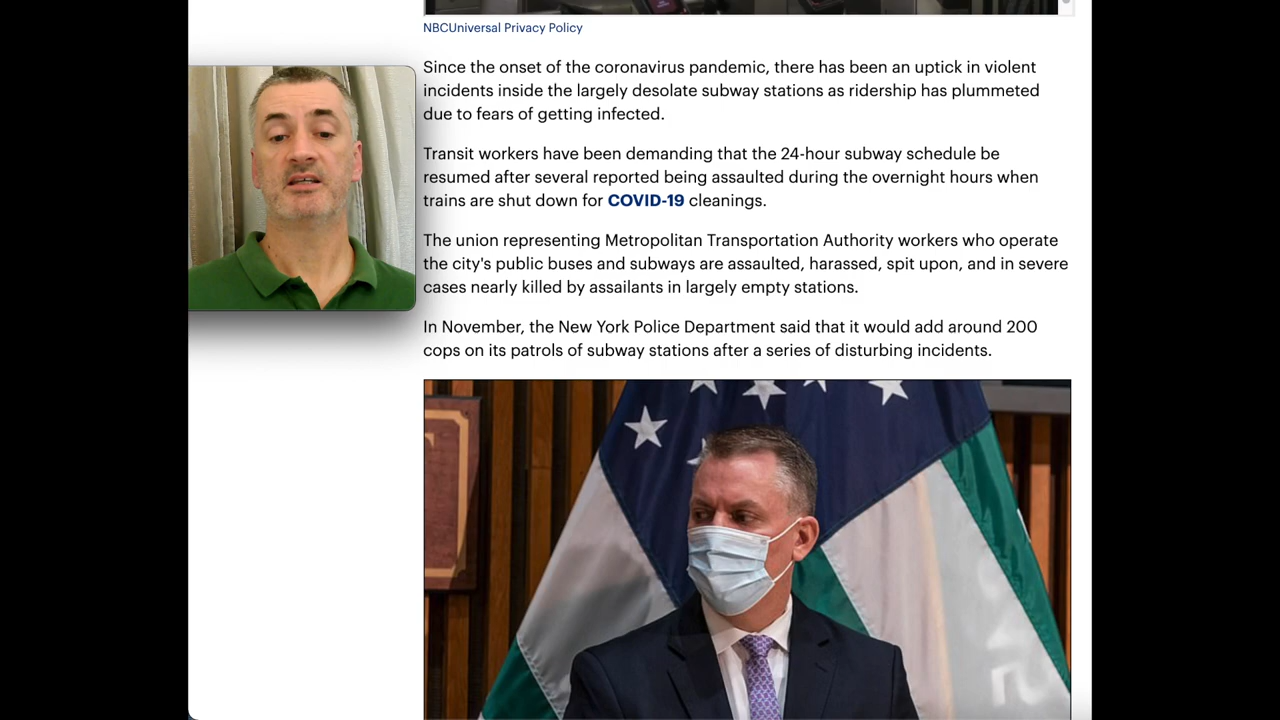 NBCUniversal Privacy Policy
Since the onset of the coronavirus pandemic, there has been an uptick in violent
incidents inside the largely desolate subway stations as ridership has plummeted
due to fears of getting infected.
Transit workers have been demanding that the 24-hour subway schedule be
resumed after several reported being assaulted during the overnight hours when
trains are shut down for COVID-19 cleanings.
The union representing Metropolitan Transportation Authority workers who operate
the city's public buses and subways are assaulted, harassed, spit upon, and in severe
cases nearly killed by assailants in largely empty stations.
In November, the New York Police Department said that it would add around 200
cops on its patrols of subway stations after a series of disturbing incidents.